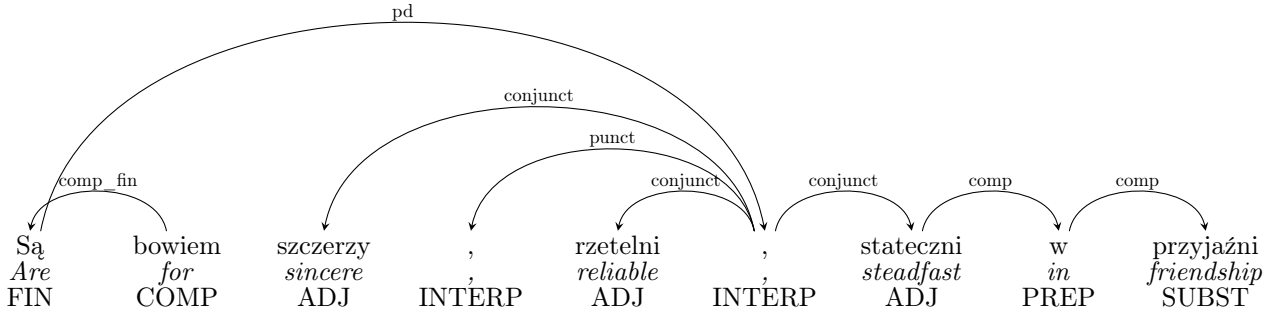 pd
conjunct
punct
comp_fin conjunct conjunct comp comp
Są bowiem szczerzy , rzetelni , stateczni w przyjaźni
Are for sincere , reliable , steadfast in friendship
FIN COMP ADJ INTERP ADJ INTERP ADJ PREP SUBST